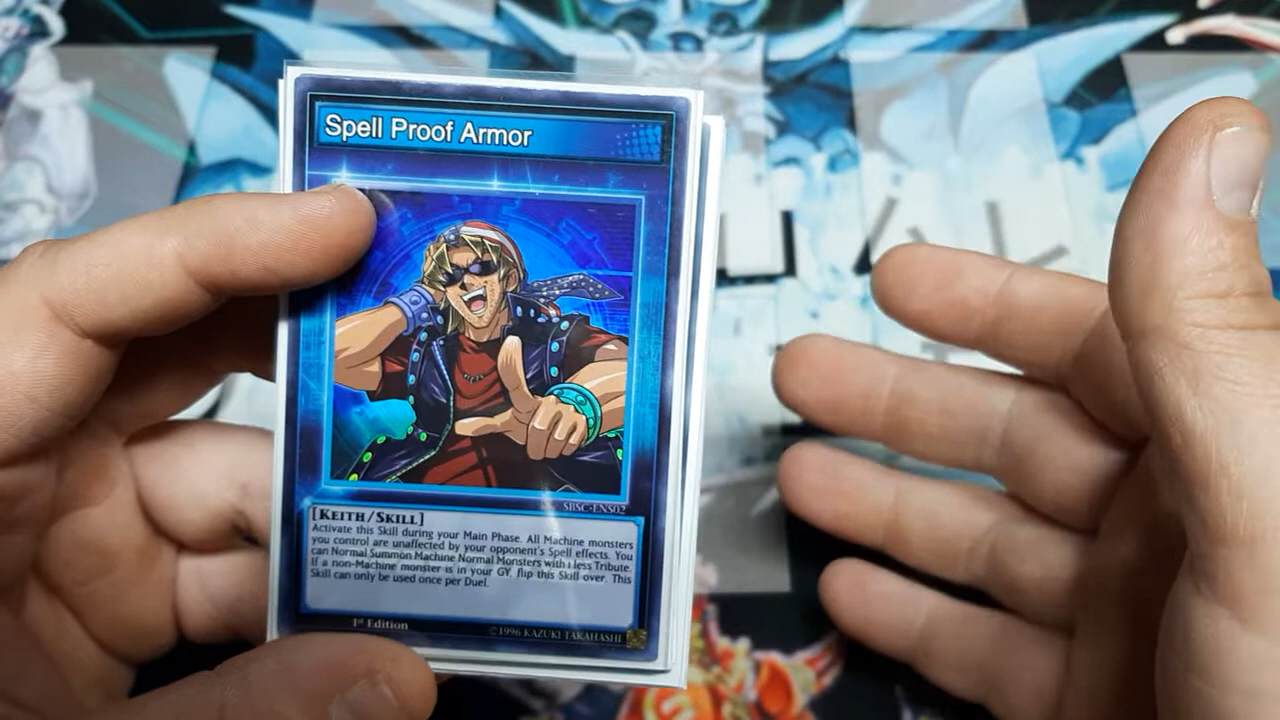 Spell Proof Armor
SBSC-ENS02
[KEITH/SKILL]
Activate this Skill during your Main Phase. All Machine monsters
you control are unaffected by your opponent's Spell effects. You
can Normal Summon Machine Normal Monsters with 1 less Tribute.
If a non-Machine monster is in your GY, flip this Skill over. This
Skill can only be used once per Duel.
1st Edition
©1996 KAZUKI TAKAHASHI